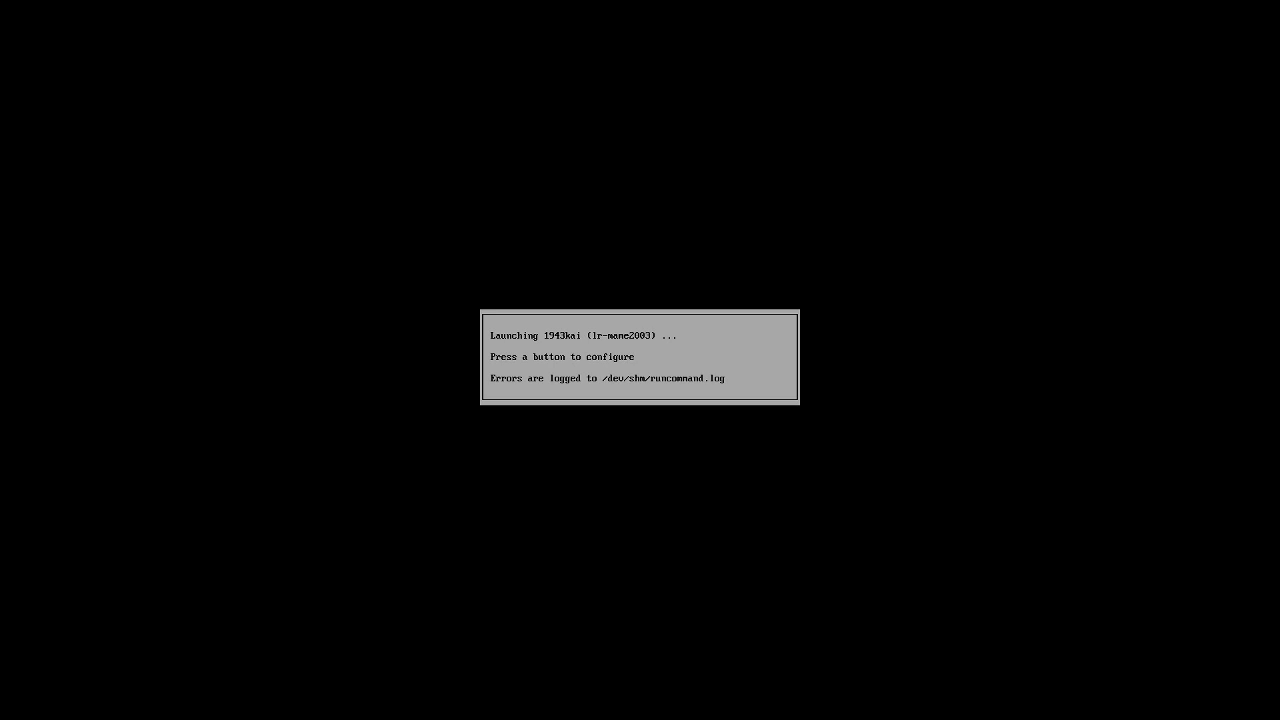 Launching 1943kai (lr-mame2003) ...
Press a button to configure
Errors are logged to /dev/shm/runcommand.log